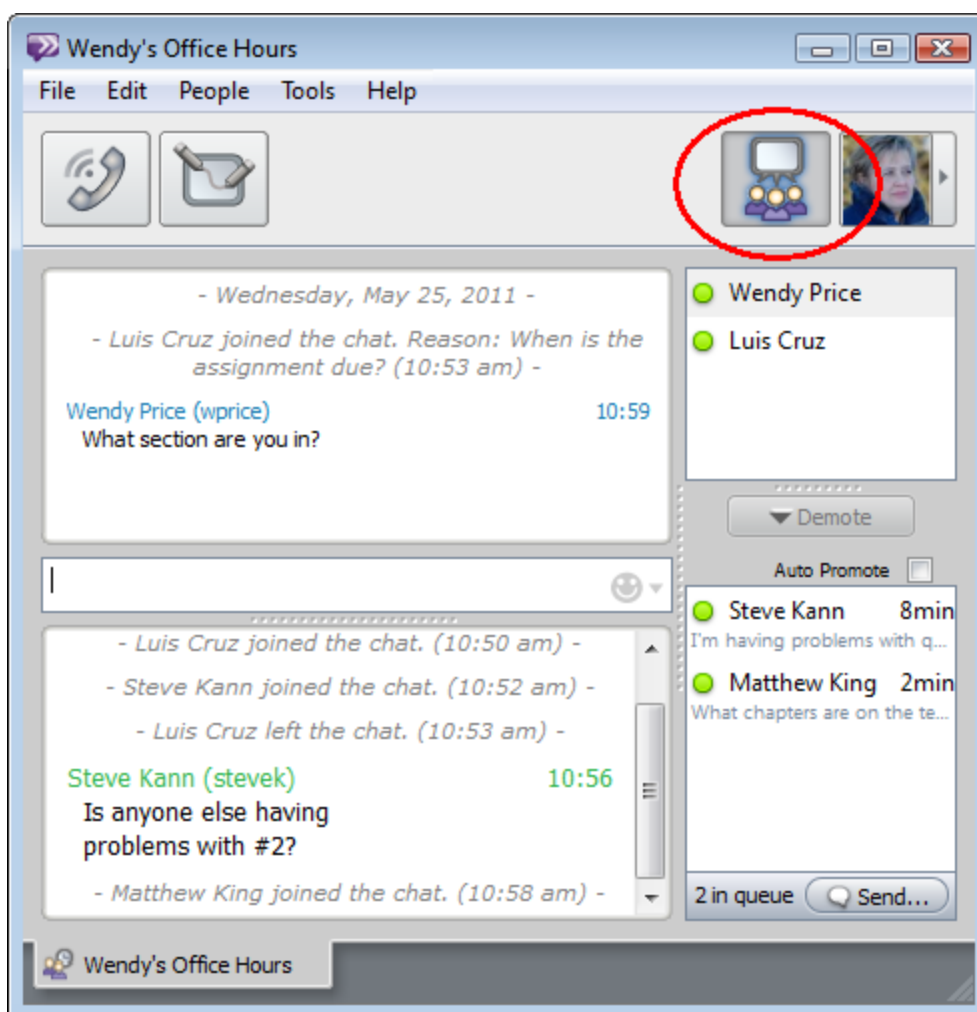 Wendy's Office Hours
File Edit People Tools Help
- Wednesday, May 25, 2011 -
- Luis Cruz joined the chat. Reason: When is the
assignment due? (10:53 am) -
Wendy Price (wprice) 10:59
What section are you in?
- Luis Cruz joined the chat. (10:50 am) -
- Steve Kann joined the chat. (10:52 am) -
- Luis Cruz left the chat. (10:53 am) -
Steve Kann (stevek) 10:56
Is anyone else having
problems with #2?
- Matthew King joined the chat. (10:58 am) -
Wendy Price
Luis Cruz
Demote
Auto Promote
Steve Kann 8min
I'm having problems with q...
Matthew King 2min
What chapters are on the te...
2 in queue Send...
Wendy's Office Hours